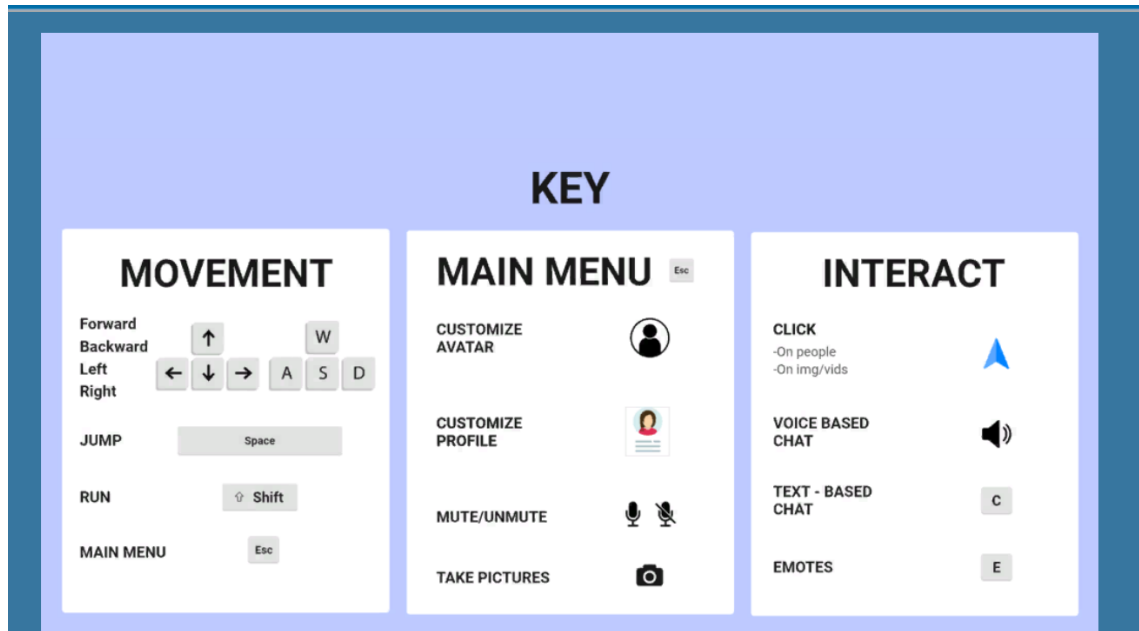 KEY
MOVEMENT
Forward
Backward
Left
Right
W
A S D
JUMP Space
RUN Shift
MAIN MENU Esc
MAIN MENU Esc
CUSTOMIZE
AVATAR
CUSTOMIZE
PROFILE
MUTE/UNMUTE
TAKE PICTURES
INTERACT
CLICK
-On people
-On img/vids
VOICE BASED
CHAT
TEXT - BASED
CHAT C
EMOTES E